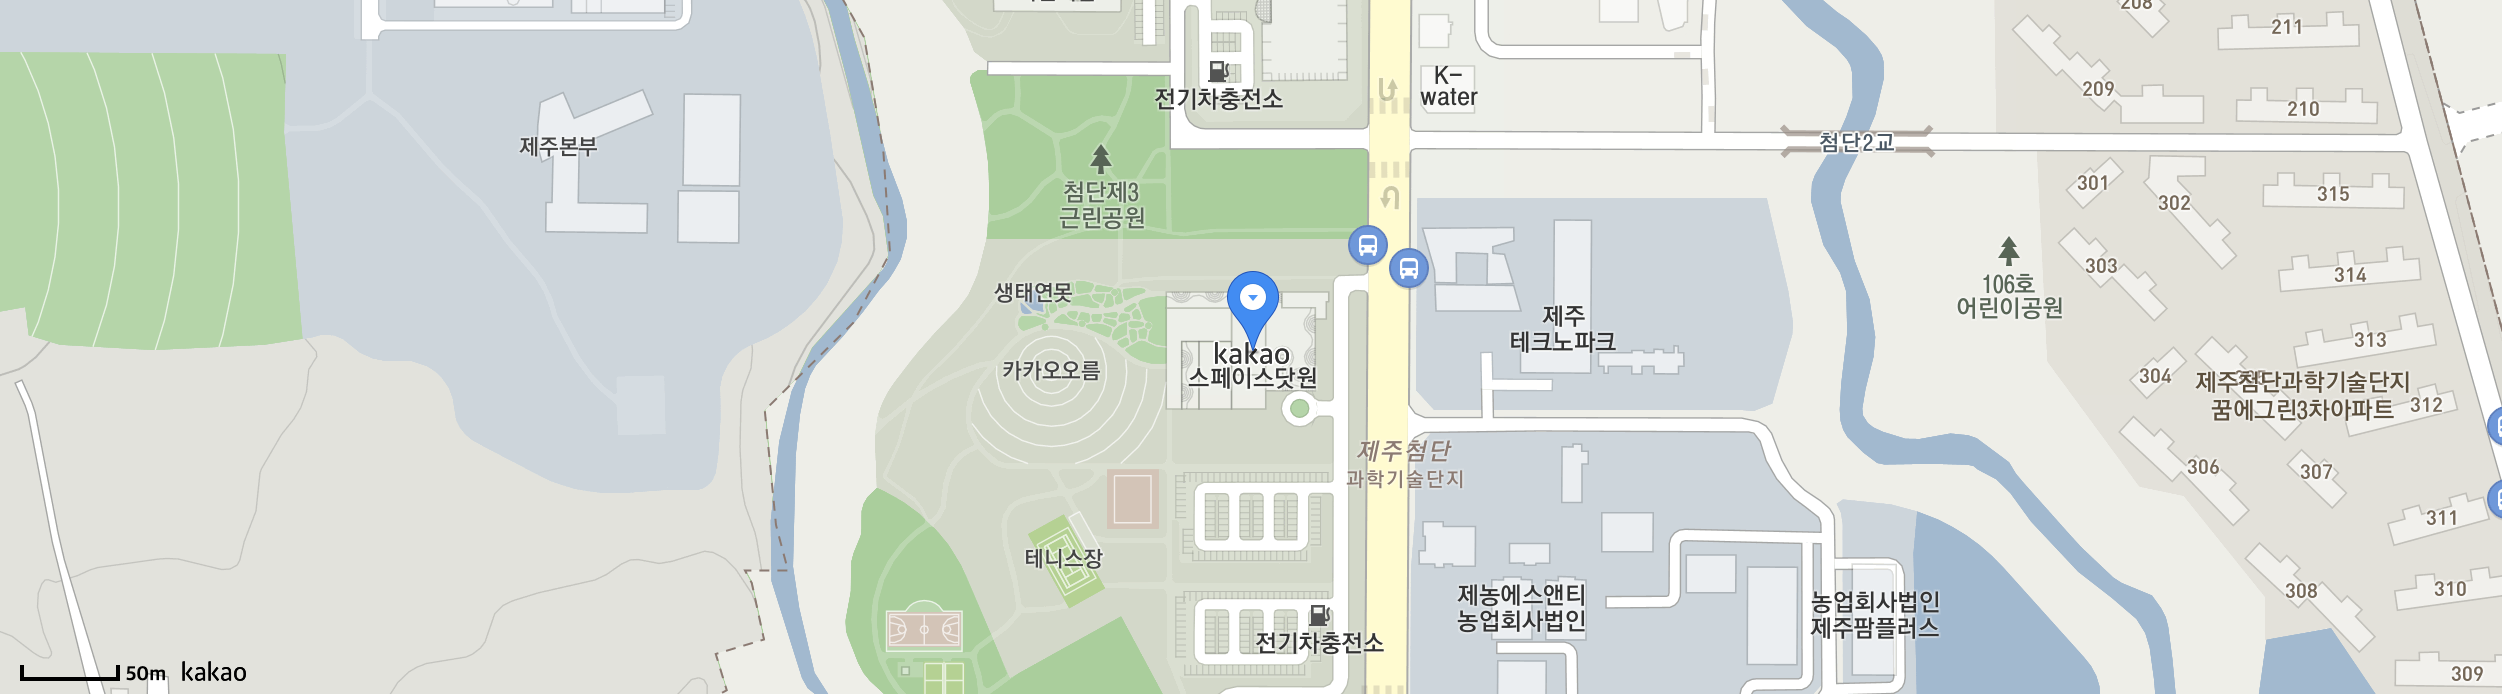 208
211
209
210
K-
water
전기차충전소
첨단2교
제주본부
첨단제3
근린공원
301
302
315
303
314
106호
어린이공원
생태연못
제주
테크노파크
kakao
스페이스닷원
카카오오름
313
304
제주첨단과학기술단지
꿈에그린3차아파트
312
제주첨단
과학기술단지
306
307
311
테니스장
제농에스앤티
농업회사법인
농업회사법인
제주팜플러스
308
310
전기차충전소
50m kakao
309